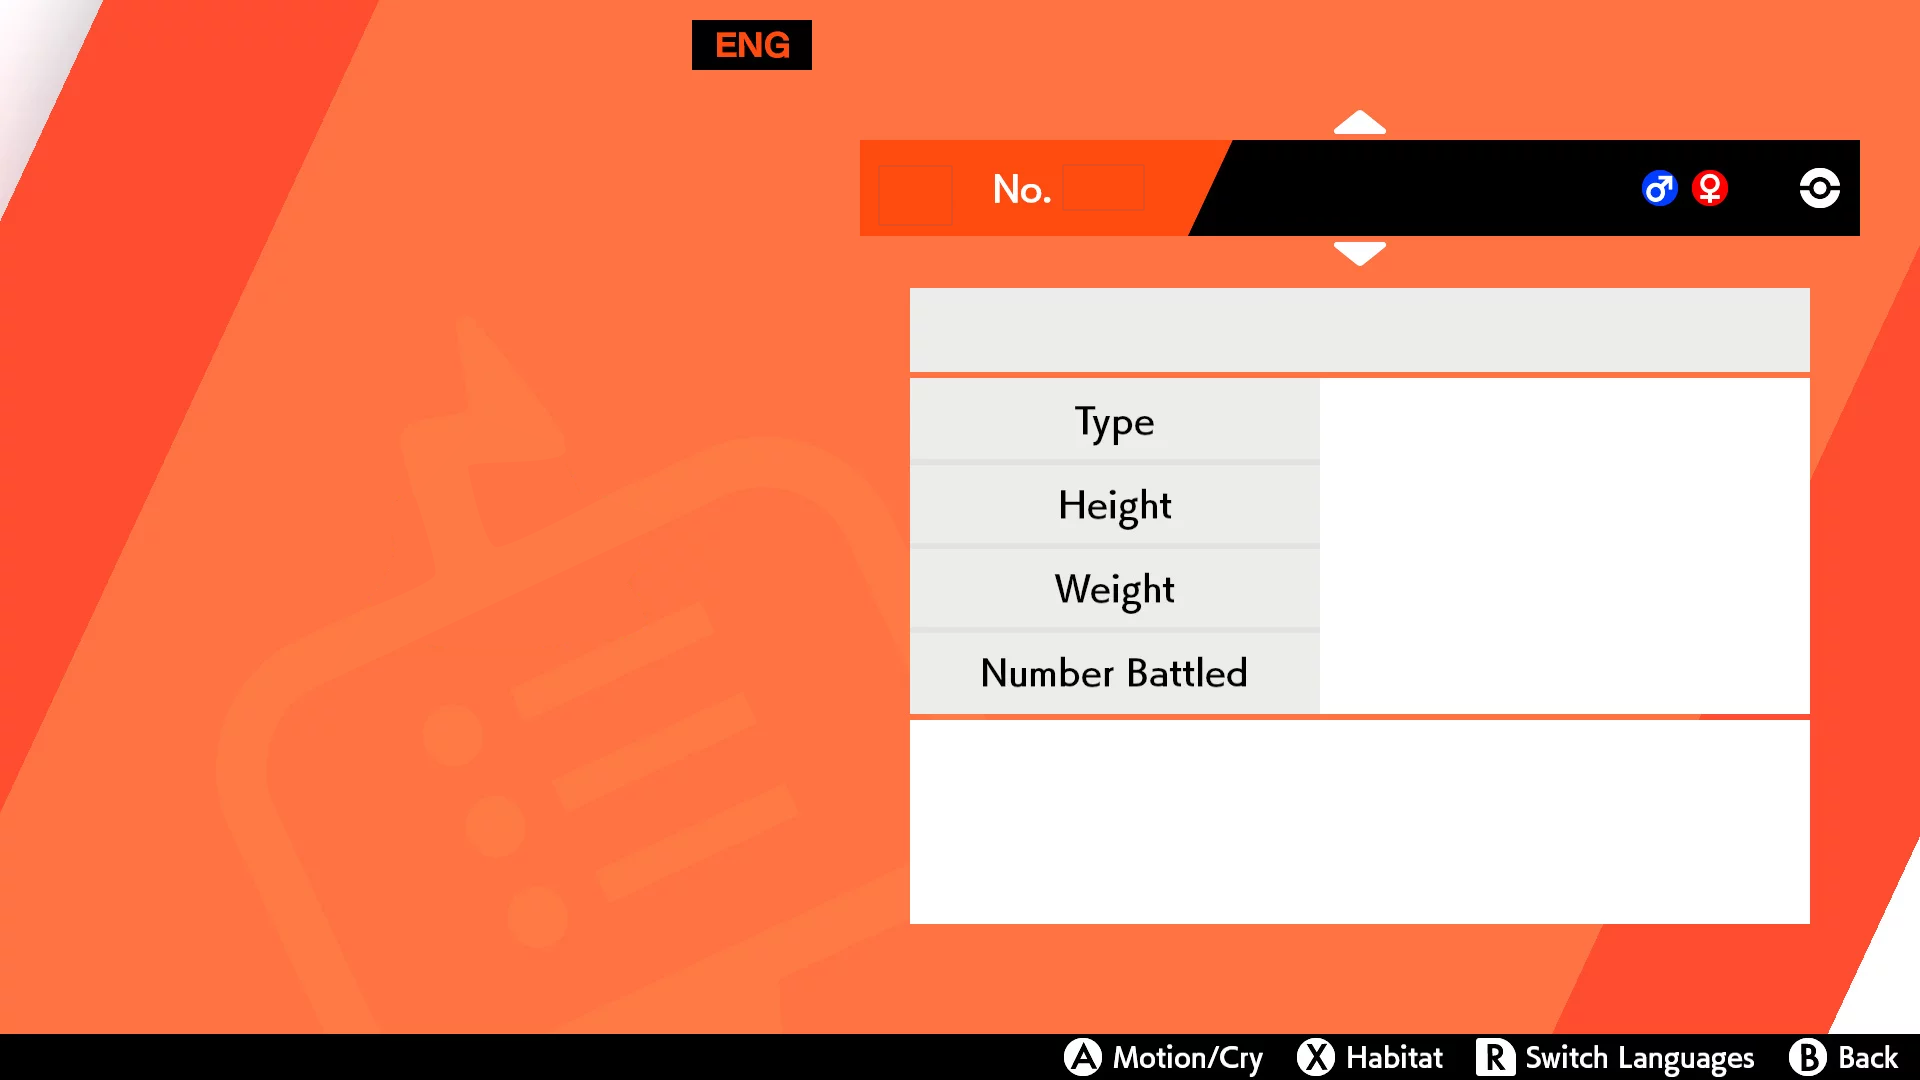 ENG
No.
Type
Height
Weight
Number Battled
A Motion/Cry X Habitat R Switch Languages B Back